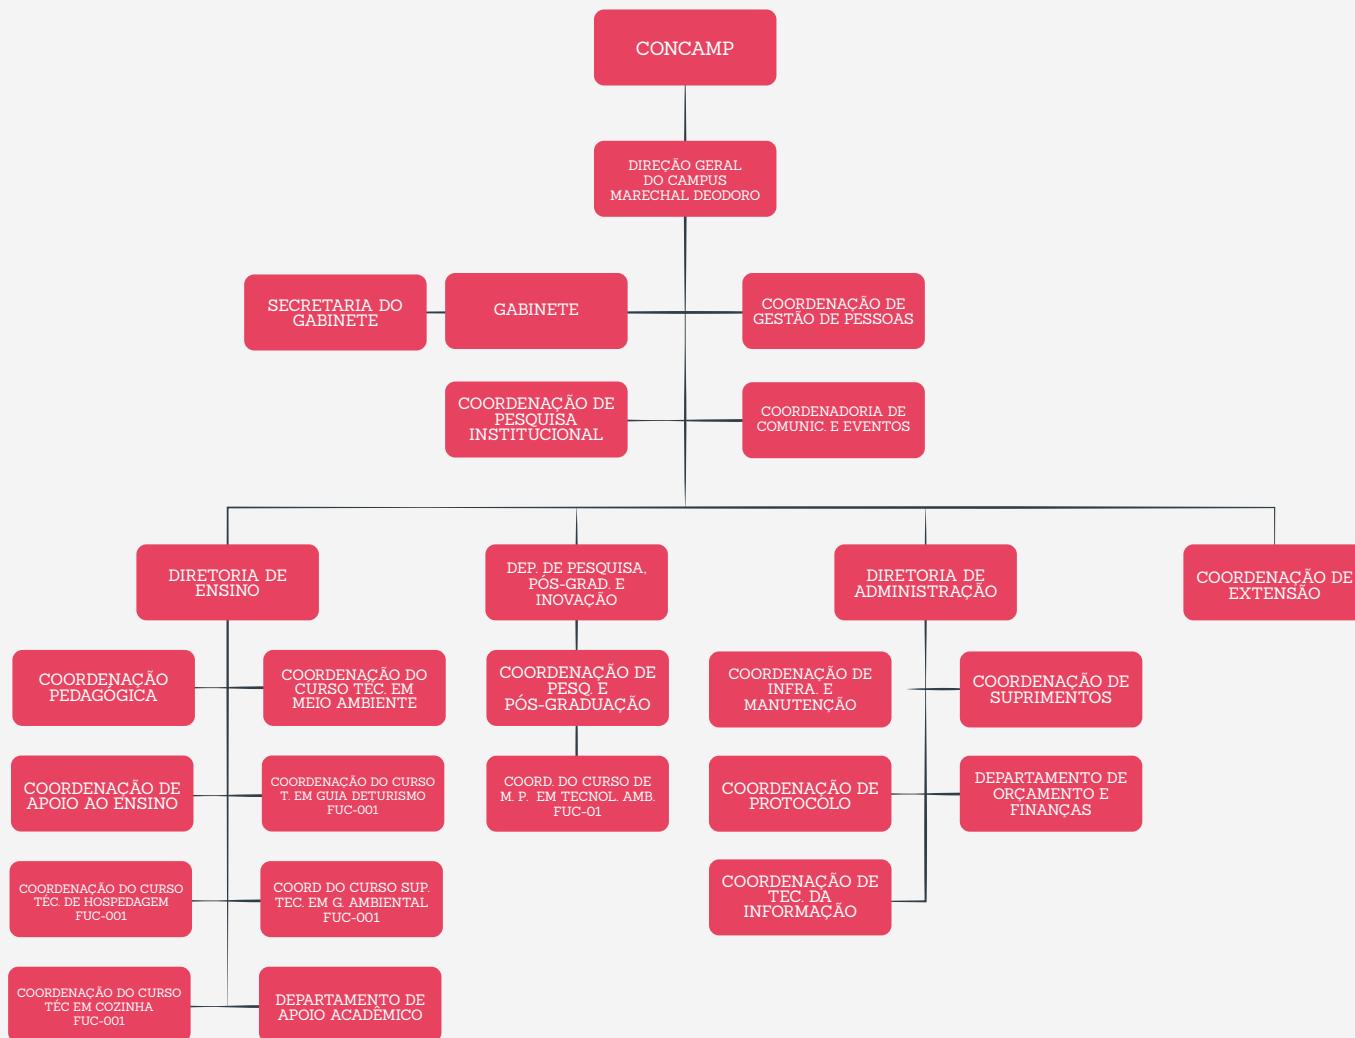 CONCAMP
DIREÇÃO GERAL
DO CAMPUS
MARECHAL DEODORO
SECRETARIA DO
GABINETE
GABINETE
COORDENAÇÃO DE
GESTÃO DE PESSOAS
COORDENAÇÃO DE
PESQUISA
INSTITUCIONAL
COORDENADORIA DE
COMUNIC. E EVENTOS
DIRETORIA DE
ENSINO
DEP. DE PESQUISA,
PÓS-GRAD. E
INOVAÇÃO
DIRETORIA DE
ADMINISTRAÇÃO
COORDENAÇÃO DE
EXTENSÃO
COORDENAÇÃO
PEDAGÓGICA
COORDENAÇÃO DO
CURSO TÉC. EM
MEIO AMBIENTE
COORDENAÇÃO DE
PESQ. E
PÓS-GRADUAÇÃO
COORDENAÇÃO DE
INFRA. E
MANUTENÇÃO
COORDENAÇÃO DE
SUPRIMENTOS
COORDENAÇÃO DE
APOIO AO ENSINO
COORDENAÇÃO DO CURSO
T. EM GUIA DETURISMO
FUC-001
COORD. DO CURSO DE
M. P. EM TECNOL. AMB.
FUC-01
COORDENAÇÃO DE
PROTOCOLO
DEPARTAMENTO DE
ORÇAMENTO E
FINANÇAS
COORDENAÇÃO DO CURSO
TÉC. DE HOSPEDAGEM
FUC-001
COORD DO CURSO SUP.
TEC. EM G. AMBIENTAL
FUC-001
COORDENAÇÃO DE
TEC. DA
INFORMAÇÃO
COORDENAÇÃO DO CURSO
TÉC EM COZINHA
FUC-001
DEPARTAMENTO DE
APOIO ACADÊMICO